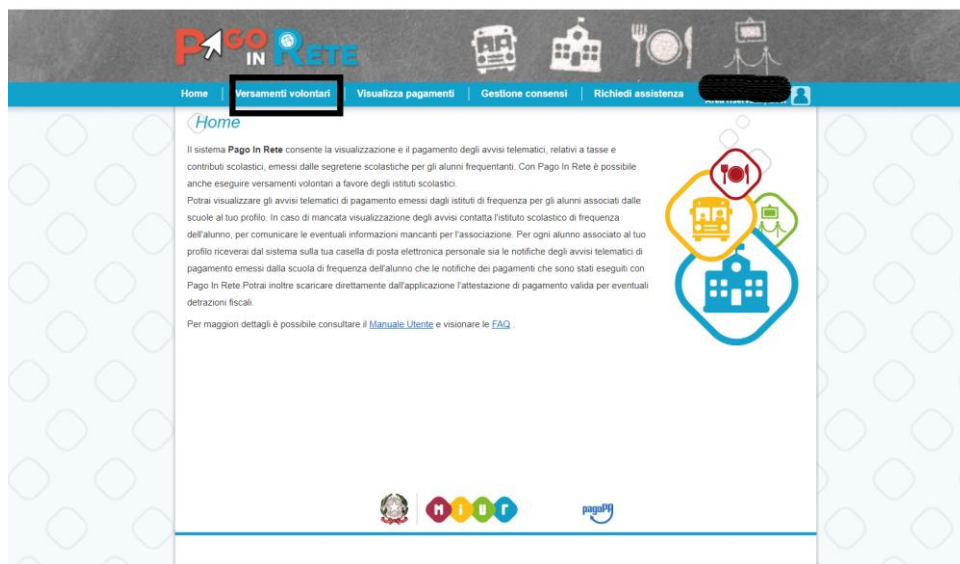 PAGO IN RETE
Home | Versamenti volontari | Visualizza pagamenti | Gestione consensi | Richiedi assistenza
Home
Il sistema Pago In Rete consente la visualizzazione e il pagamento degli avvisi telematici, relativi a tasse e
contributi scolastici, emessi dalle segreterie scolastiche per gli alunni frequentanti. Con Pago In Rete è possibile
anche eseguire versamenti volontari a favore degli istituti scolastici.
Potrai visualizzare gli avvisi telematici di pagamento emessi dagli istituti di frequenza per gli alunni associati dalle
scuole al tuo profilo. In caso di mancata visualizzazione degli avvisi contatta l'istituto scolastico di frequenza
dell'alunno, per comunicare le eventuali informazioni mancanti per l'associazione. Per ogni alunno associato al tuo
profilo riceverai dal sistema sulla tua casella di posta elettronica personale sia le notifiche degli avvisi telematici di
pagamento emessi dalla scuola di frequenza dell'alunno che le notifiche dei pagamenti che sono stati eseguiti con
Pago In Rete.Potrai inoltre scaricare direttamente dall'applicazione l'attestazione di pagamento valida per eventuali
detrazioni fiscali.
Per maggiori dettagli è possibile consultare il Manuale Utente e visionare le FAQ .
MIUr
pagoPA